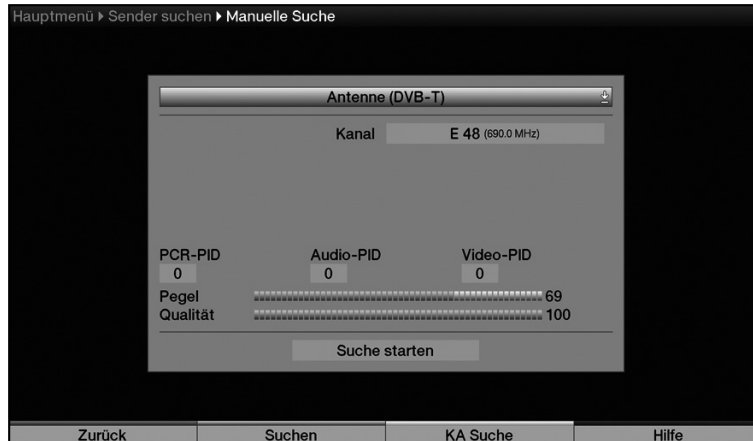 Hauptmenü ▸ Sender suchen ▸ Manuelle Suche
Antenne (DVB-T)
Kanal E 48 (690.0 MHz)
PCR-PID Audio-PID Video-PID
0 0 0
Pegel 69
Qualität 100
Suche starten
Zurück Suchen KA Suche Hilfe